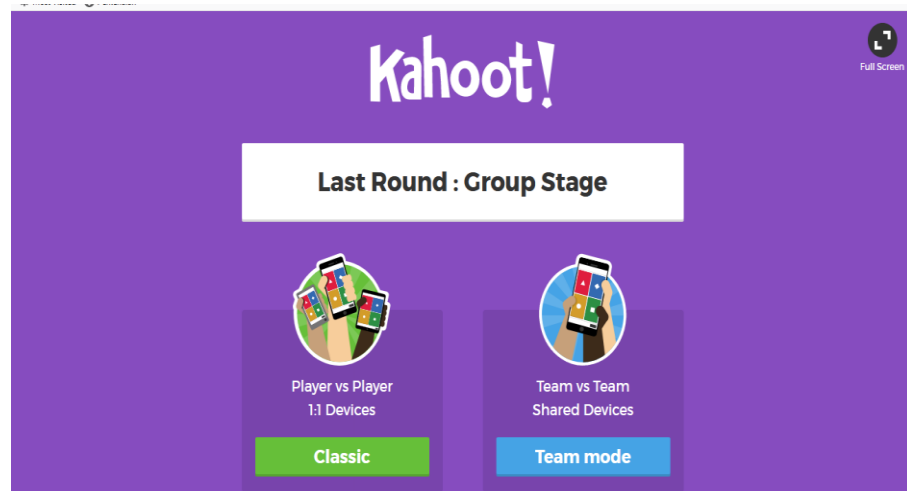 Kahoot!
Full Screen
Last Round : Group Stage
Player vs Player
1:1 Devices
Classic
Team vs Team
Shared Devices
Team mode